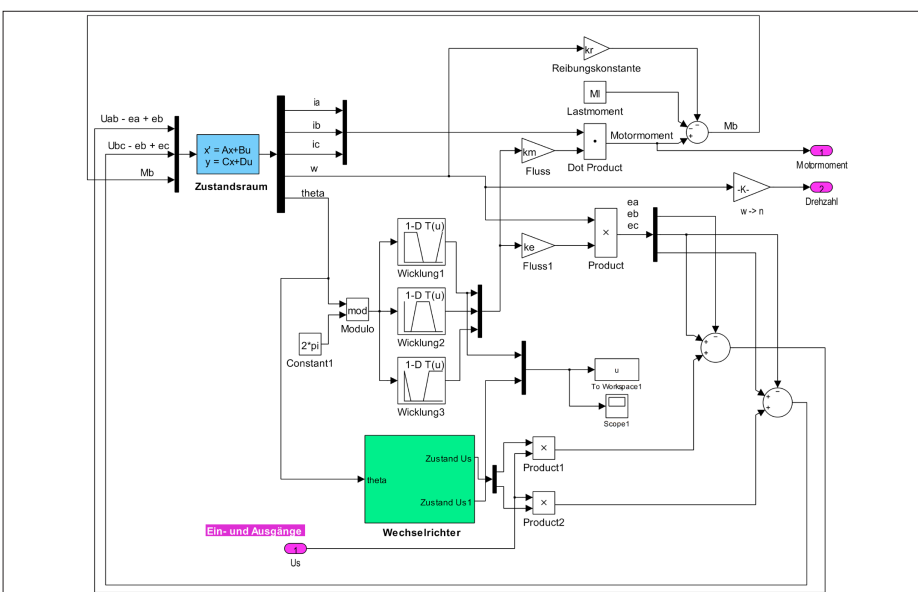 Uab - ea + eb
Ubc - eb + ec
Mb
x' = Ax+Bu
y = Cx+Du
Zustandsraum
ia
ib
ic
w
theta
kr
Reibungskonstante
Ml
Lastmoment
Mb
km
Fluss
Dot Product
Motormoment
1
Motormoment
-K-
w -> n
2
Drehzahl
ke
Fluss1
×
Product
ea
eb
ec
1-D T(u)
Wicklung1
1-D T(u)
Wicklung2
1-D T(u)
Wicklung3
mod
Modulo
2*pi
Constant1
u
To Workspace1
Scope1
theta
Zustand Us
Zustand Us1
Wechselrichter
×
Product1
×
Product2
Ein- und Ausgänge
1
Us